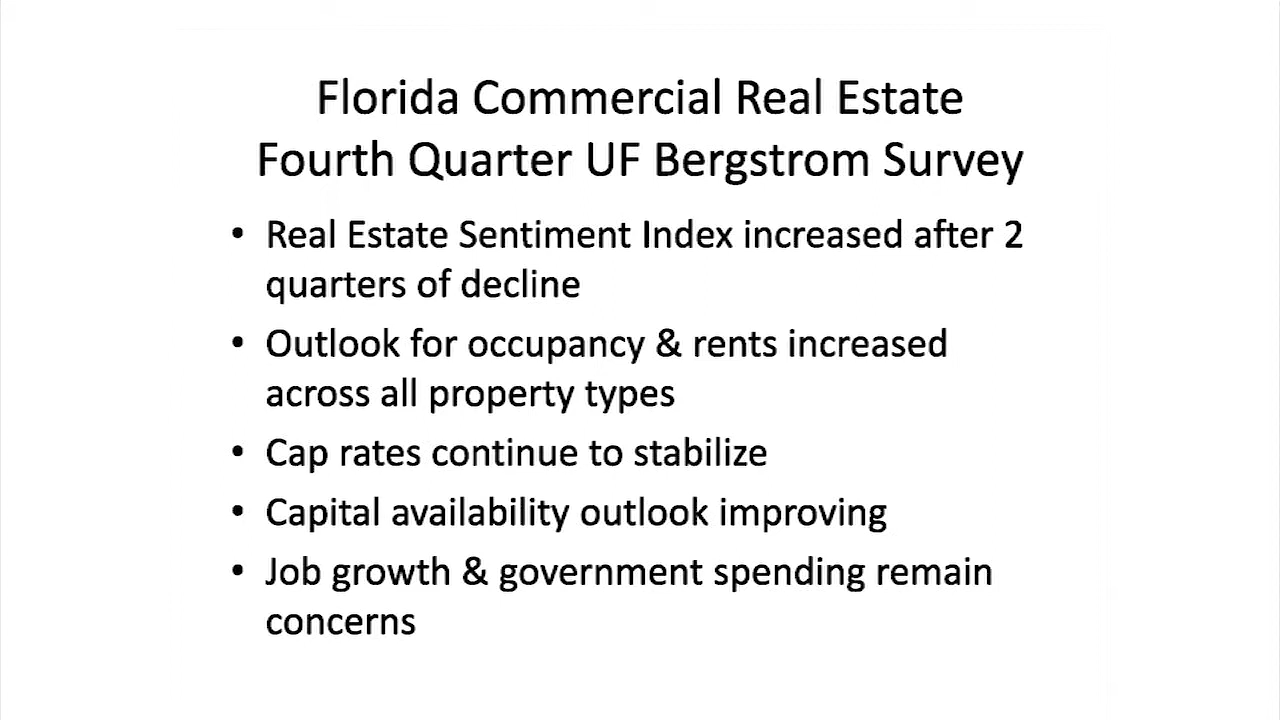 Florida Commercial Real Estate
Fourth Quarter UF Bergstrom Survey
• Real Estate Sentiment Index increased after 2
quarters of decline
• Outlook for occupancy & rents increased
across all property types
• Cap rates continue to stabilize
• Capital availability outlook improving
• Job growth & government spending remain
concerns